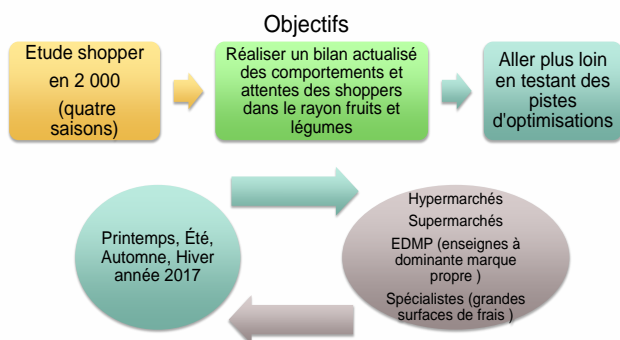 Objectifs
Etude shopper
en 2 000
(quatre
saisons)
Réaliser un bilan actualisé
des comportements et
attentes des shoppers
dans le rayon fruits et
légumes
Aller plus loin
en testant des
pistes
d'optimisations
Printemps, Été,
Automne, Hiver
année 2017
Hypermarchés
Supermarchés
EDMP (enseignes à
dominante marque
propre )
Spécialistes (grandes
surfaces de frais )